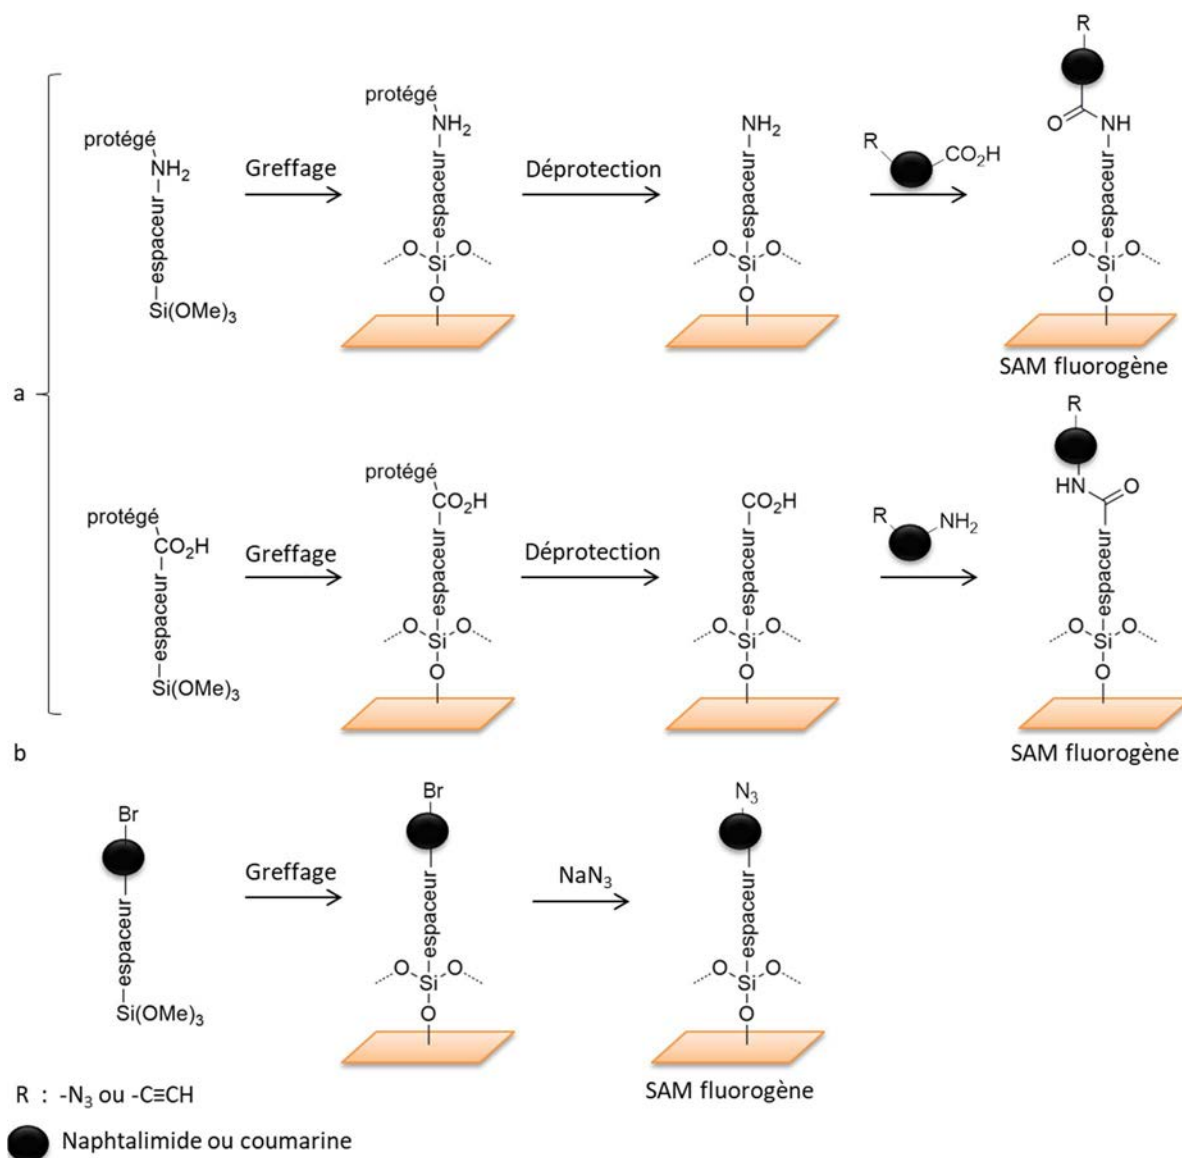 protégé
NH2
espaceur
Si(OMe)3
Greffage
protégé
NH2
espaceur
O Si O
O
Déprotection
NH2
espaceur
O Si O
O
R CO2H
R
O NH
espaceur
O Si O
O
SAM fluorogène
a
protégé
CO2H
espaceur
Si(OMe)3
Greffage
protégé
CO2H
espaceur
O Si O
O
Déprotection
CO2H
espaceur
O Si O
O
R NH2
R
HN O
espaceur
O Si O
O
SAM fluorogène
b
Br
espaceur
Si(OMe)3
Greffage
Br
espaceur
O Si O
O
NaN3
N3
espaceur
O Si O
O
SAM fluorogène
R : -N3 ou -C≡CH
Naphtalimide ou coumarine